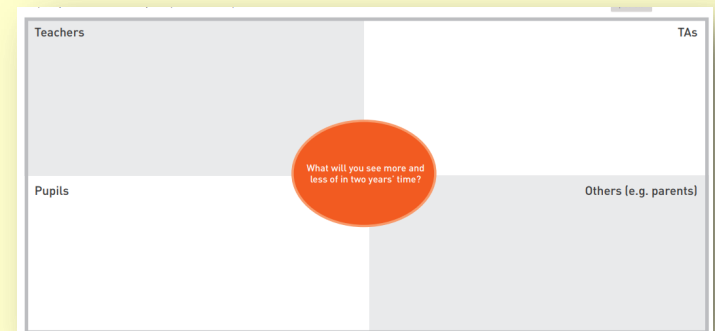 Teachers
TAs
What will you see more and
less of in two years' time?
Pupils
Others (e.g. parents)